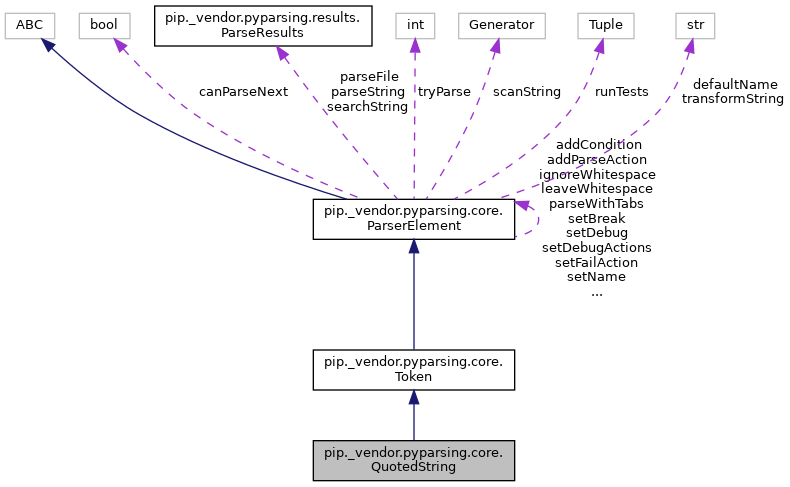 ABC
bool
pip._vendor.pyparsing.results.
ParseResults
int
Generator
Tuple
str
canParseNext
parseFile
parseString
searchString
tryParse
scanString
runTests
defaultName
transformString
addCondition
addParseAction
ignoreWhitespace
leaveWhitespace
parseWithTabs
setBreak
setDebug
setDebugActions
setFailAction
setName
...
pip._vendor.pyparsing.core.
ParserElement
pip._vendor.pyparsing.core.
Token
pip._vendor.pyparsing.core.
QuotedString